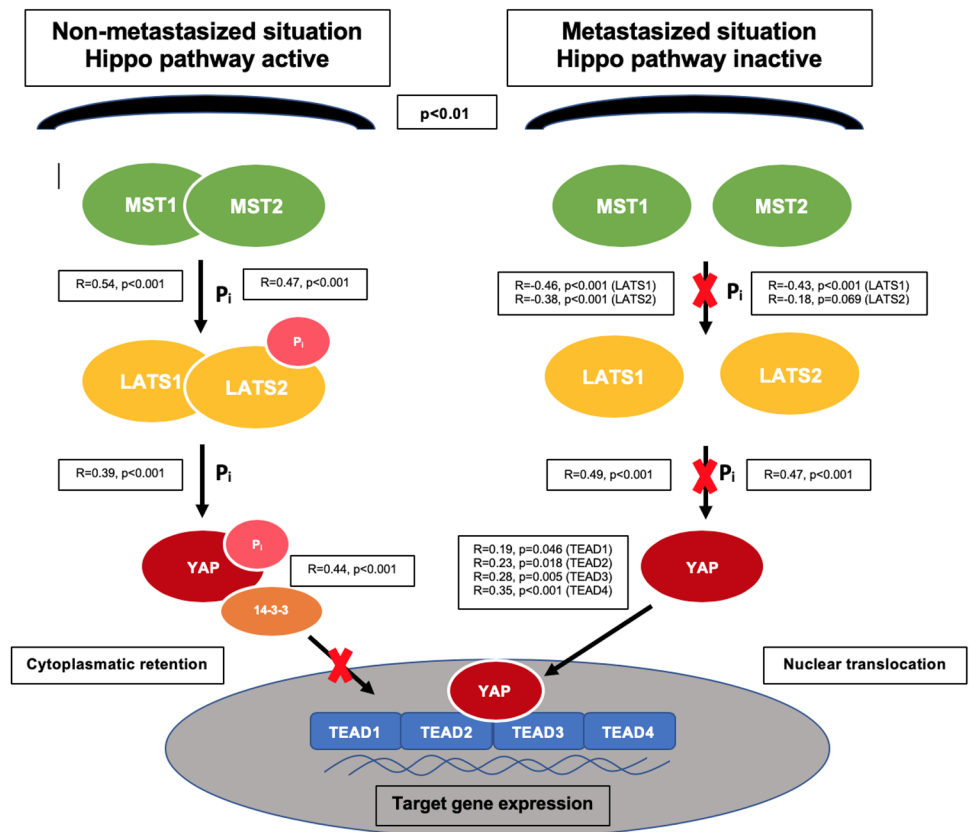 Non-metastasized situation
Hippo pathway active
Metastasized situation
Hippo pathway inactive
p<0.01
MST1
MST2
MST1
MST2
R=0.54, p<0.001
Pi
R=0.47, p<0.001
R=-0.46, p<0.001 (LATS1)
R=-0.38, p<0.001 (LATS2)
Pi
R=-0.43, p<0.001 (LATS1)
R=-0.18, p=0.069 (LATS2)
Pi
LATS1
LATS2
LATS1
LATS2
R=0.39, p<0.001
Pi
R=0.49, p<0.001
Pi
R=0.47, p<0.001
YAP
Pi
R=0.44, p<0.001
14-3-3
R=0.19, p=0.046 (TEAD1)
R=0.23, p=0.018 (TEAD2)
R=0.28, p=0.005 (TEAD3)
R=0.35, p<0.001 (TEAD4)
YAP
Cytoplasmatic retention
Nuclear translocation
YAP
TEAD1
TEAD2
TEAD3
TEAD4
Target gene expression